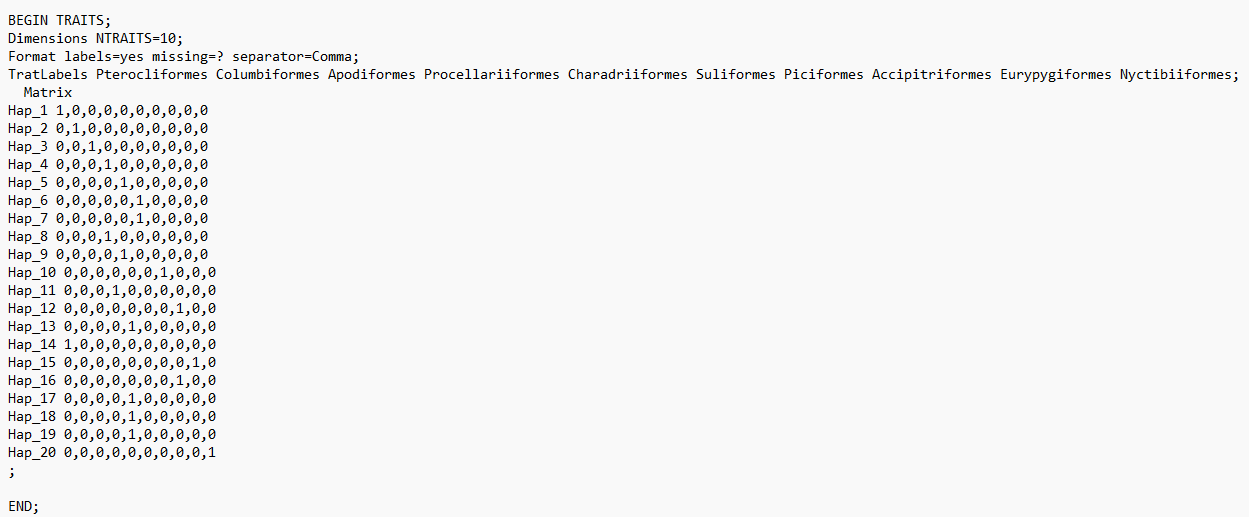 BEGIN TRAITS;
Dimensions NTRAITS=10;
Format labels=yes missing=? separator=Comma;
TratLabels Pterocliformes Columbiformes Apodiformes Procellariiformes Charadriiformes Suliformes Piciformes Accipitriformes Eurypygiformes Nyctibiiformes;
Matrix
Hap_1 1,0,0,0,0,0,0,0,0,0
Hap_2 0,1,0,0,0,0,0,0,0,0
Hap_3 0,0,1,0,0,0,0,0,0,0
Hap_4 0,0,0,1,0,0,0,0,0,0
Hap_5 0,0,0,0,1,0,0,0,0,0
Hap_6 0,0,0,0,0,1,0,0,0,0
Hap_7 0,0,0,0,0,1,0,0,0,0
Hap_8 0,0,0,1,0,0,0,0,0,0
Hap_9 0,0,0,0,1,0,0,0,0,0
Hap_10 0,0,0,0,0,0,1,0,0,0
Hap_11 0,0,0,1,0,0,0,0,0,0
Hap_12 0,0,0,0,0,0,0,1,0,0
Hap_13 0,0,0,0,1,0,0,0,0,0
Hap_14 1,0,0,0,0,0,0,0,0,0
Hap_15 0,0,0,0,0,0,0,0,1,0
Hap_16 0,0,0,0,0,0,0,1,0,0
Hap_17 0,0,0,0,1,0,0,0,0,0
Hap_18 0,0,0,0,1,0,0,0,0,0
Hap_19 0,0,0,0,1,0,0,0,0,0
Hap_20 0,0,0,0,0,0,0,0,0,1
;
END;